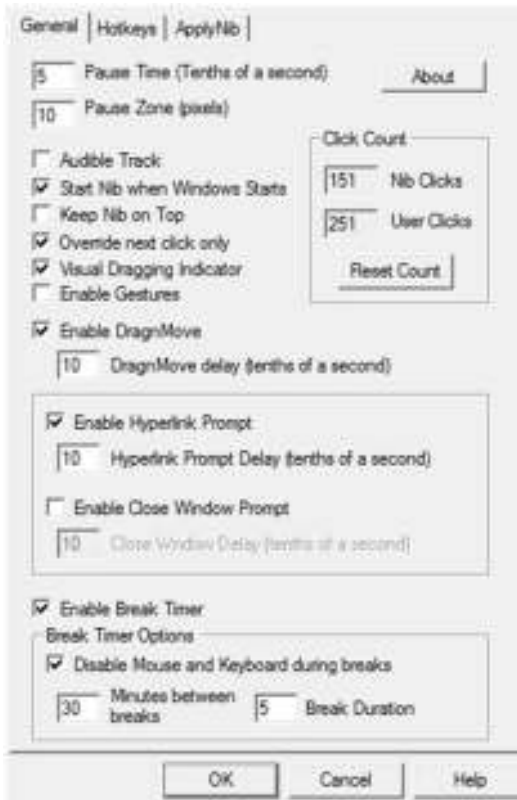 General Hotkeys ApplyNib
5 Pause Time (Tenths of a second) About
10 Pause Zone (pixels)
Click Count
Audible Track
151 Nib Clicks
Start Nib when Windows Starts
Keep Nib on Top
251 User Clicks
Override next click only
Visual Dragging Indicator
Reset Count
Enable Gestures
Enable DragnMove
10 DragnMove delay (tenths of a second)
Enable Hyperlink Prompt
10 Hyperlink Prompt Delay (tenths of a second)
Enable Close Window Prompt
10 Close Window Delay (tenths of a second)
Enable Break Timer
Break Timer Options
Disable Mouse and Keyboard during breaks
30 Minutes between breaks 5 Break Duration
OK Cancel Help